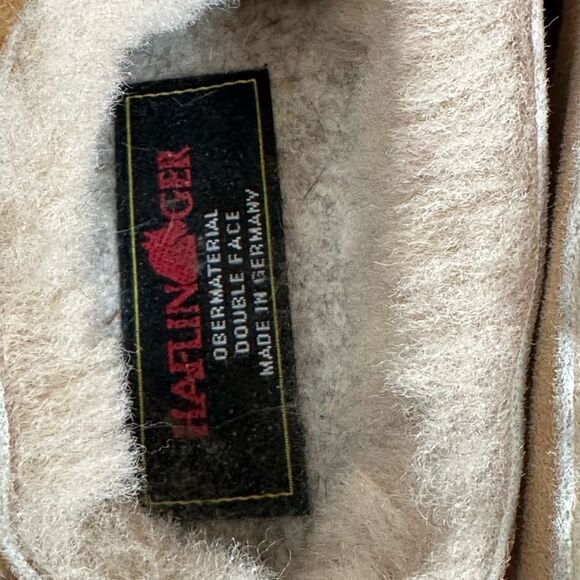 HAFLINGER
OBERMATERIAL
DOUBLE FACE
MADE IN GERMANY